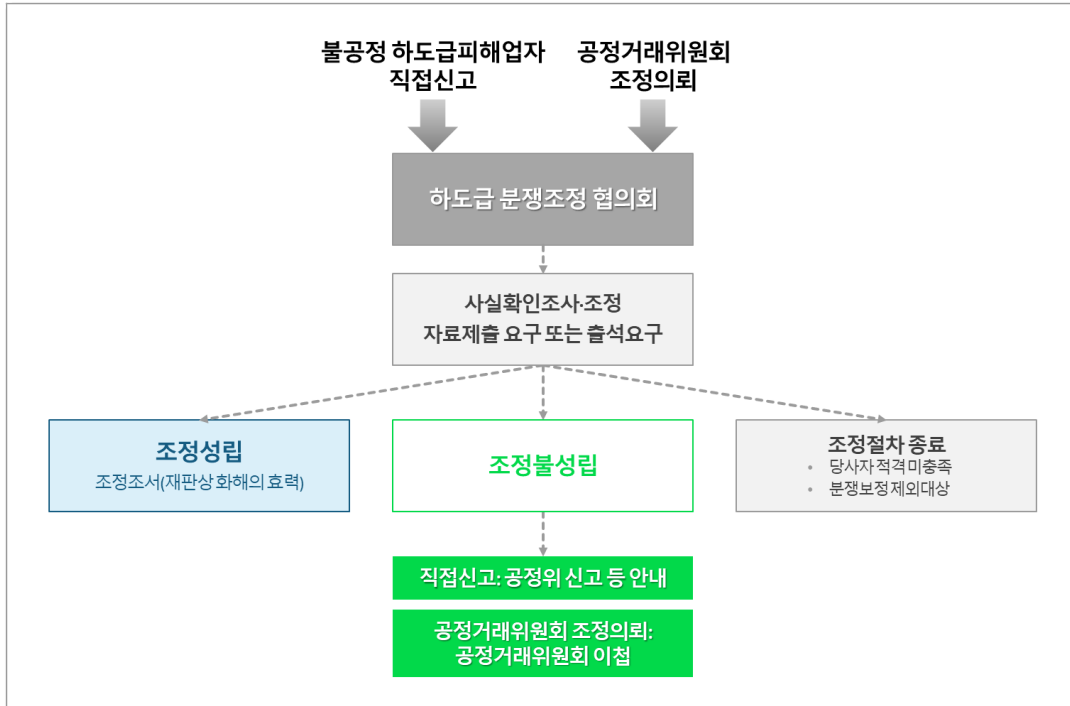 불공정 하도급피해업자
직접신고
공정거래위원회
조정의뢰
하도급 분쟁조정 협의회
사실확인조사·조정
자료제출 요구 또는 출석요구
조정성립
조정조서(재판상 화해의 효력)
조정불성립
조정절차 종료
• 당사자 적격 미충족
• 분쟁보정 제외대상
직접신고: 공정위 신고 등 안내
공정거래위원회 조정의뢰:
공정거래위원회 이첩